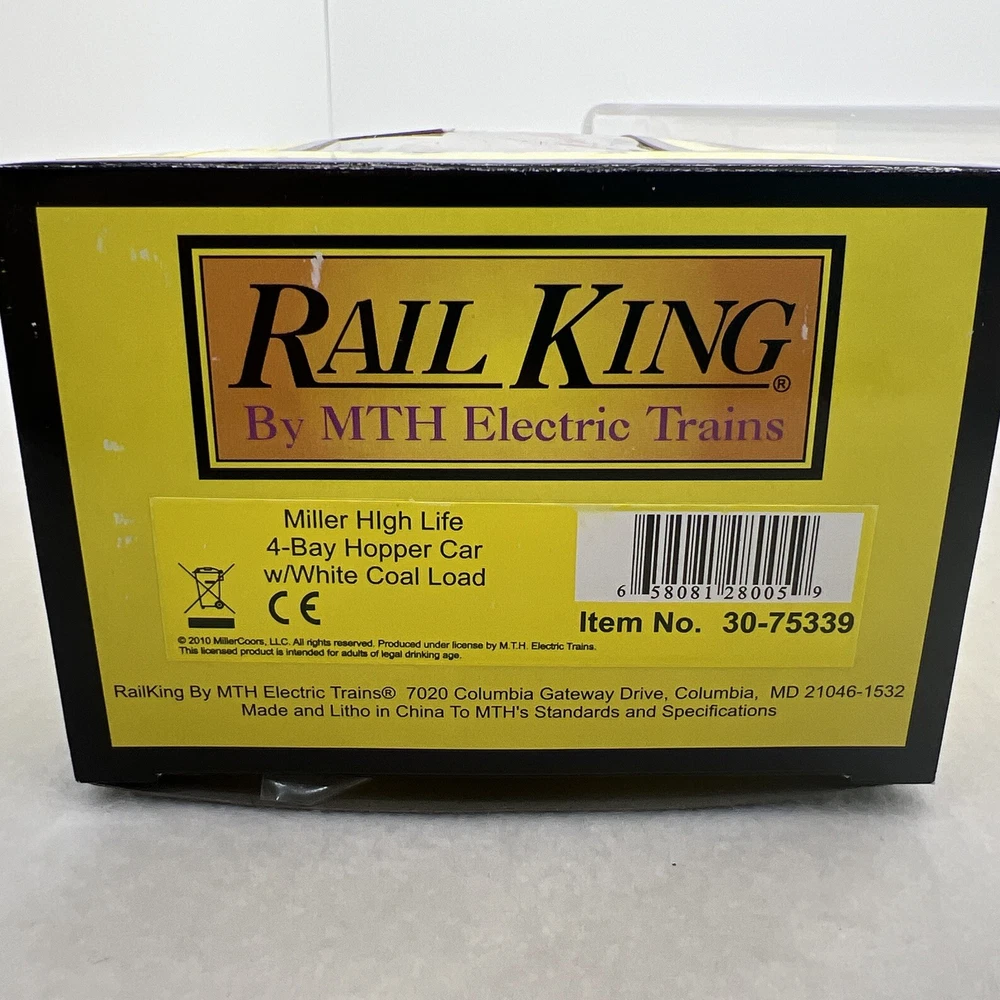 RAIL KING®
By MTH Electric Trains
Miller HIgh Life
4-Bay Hopper Car
w/White Coal Load
CE
6 58081 28005 9
Item No. 30-75339
© 2010 MillerCoors, LLC. All rights reserved. Produced under license by M.T.H. Electric Trains.
This licensed product is intended for adults of legal drinking age.
RailKing By MTH Electric Trains® 7020 Columbia Gateway Drive, Columbia, MD 21046-1532
Made and Litho in China To MTH's Standards and Specifications